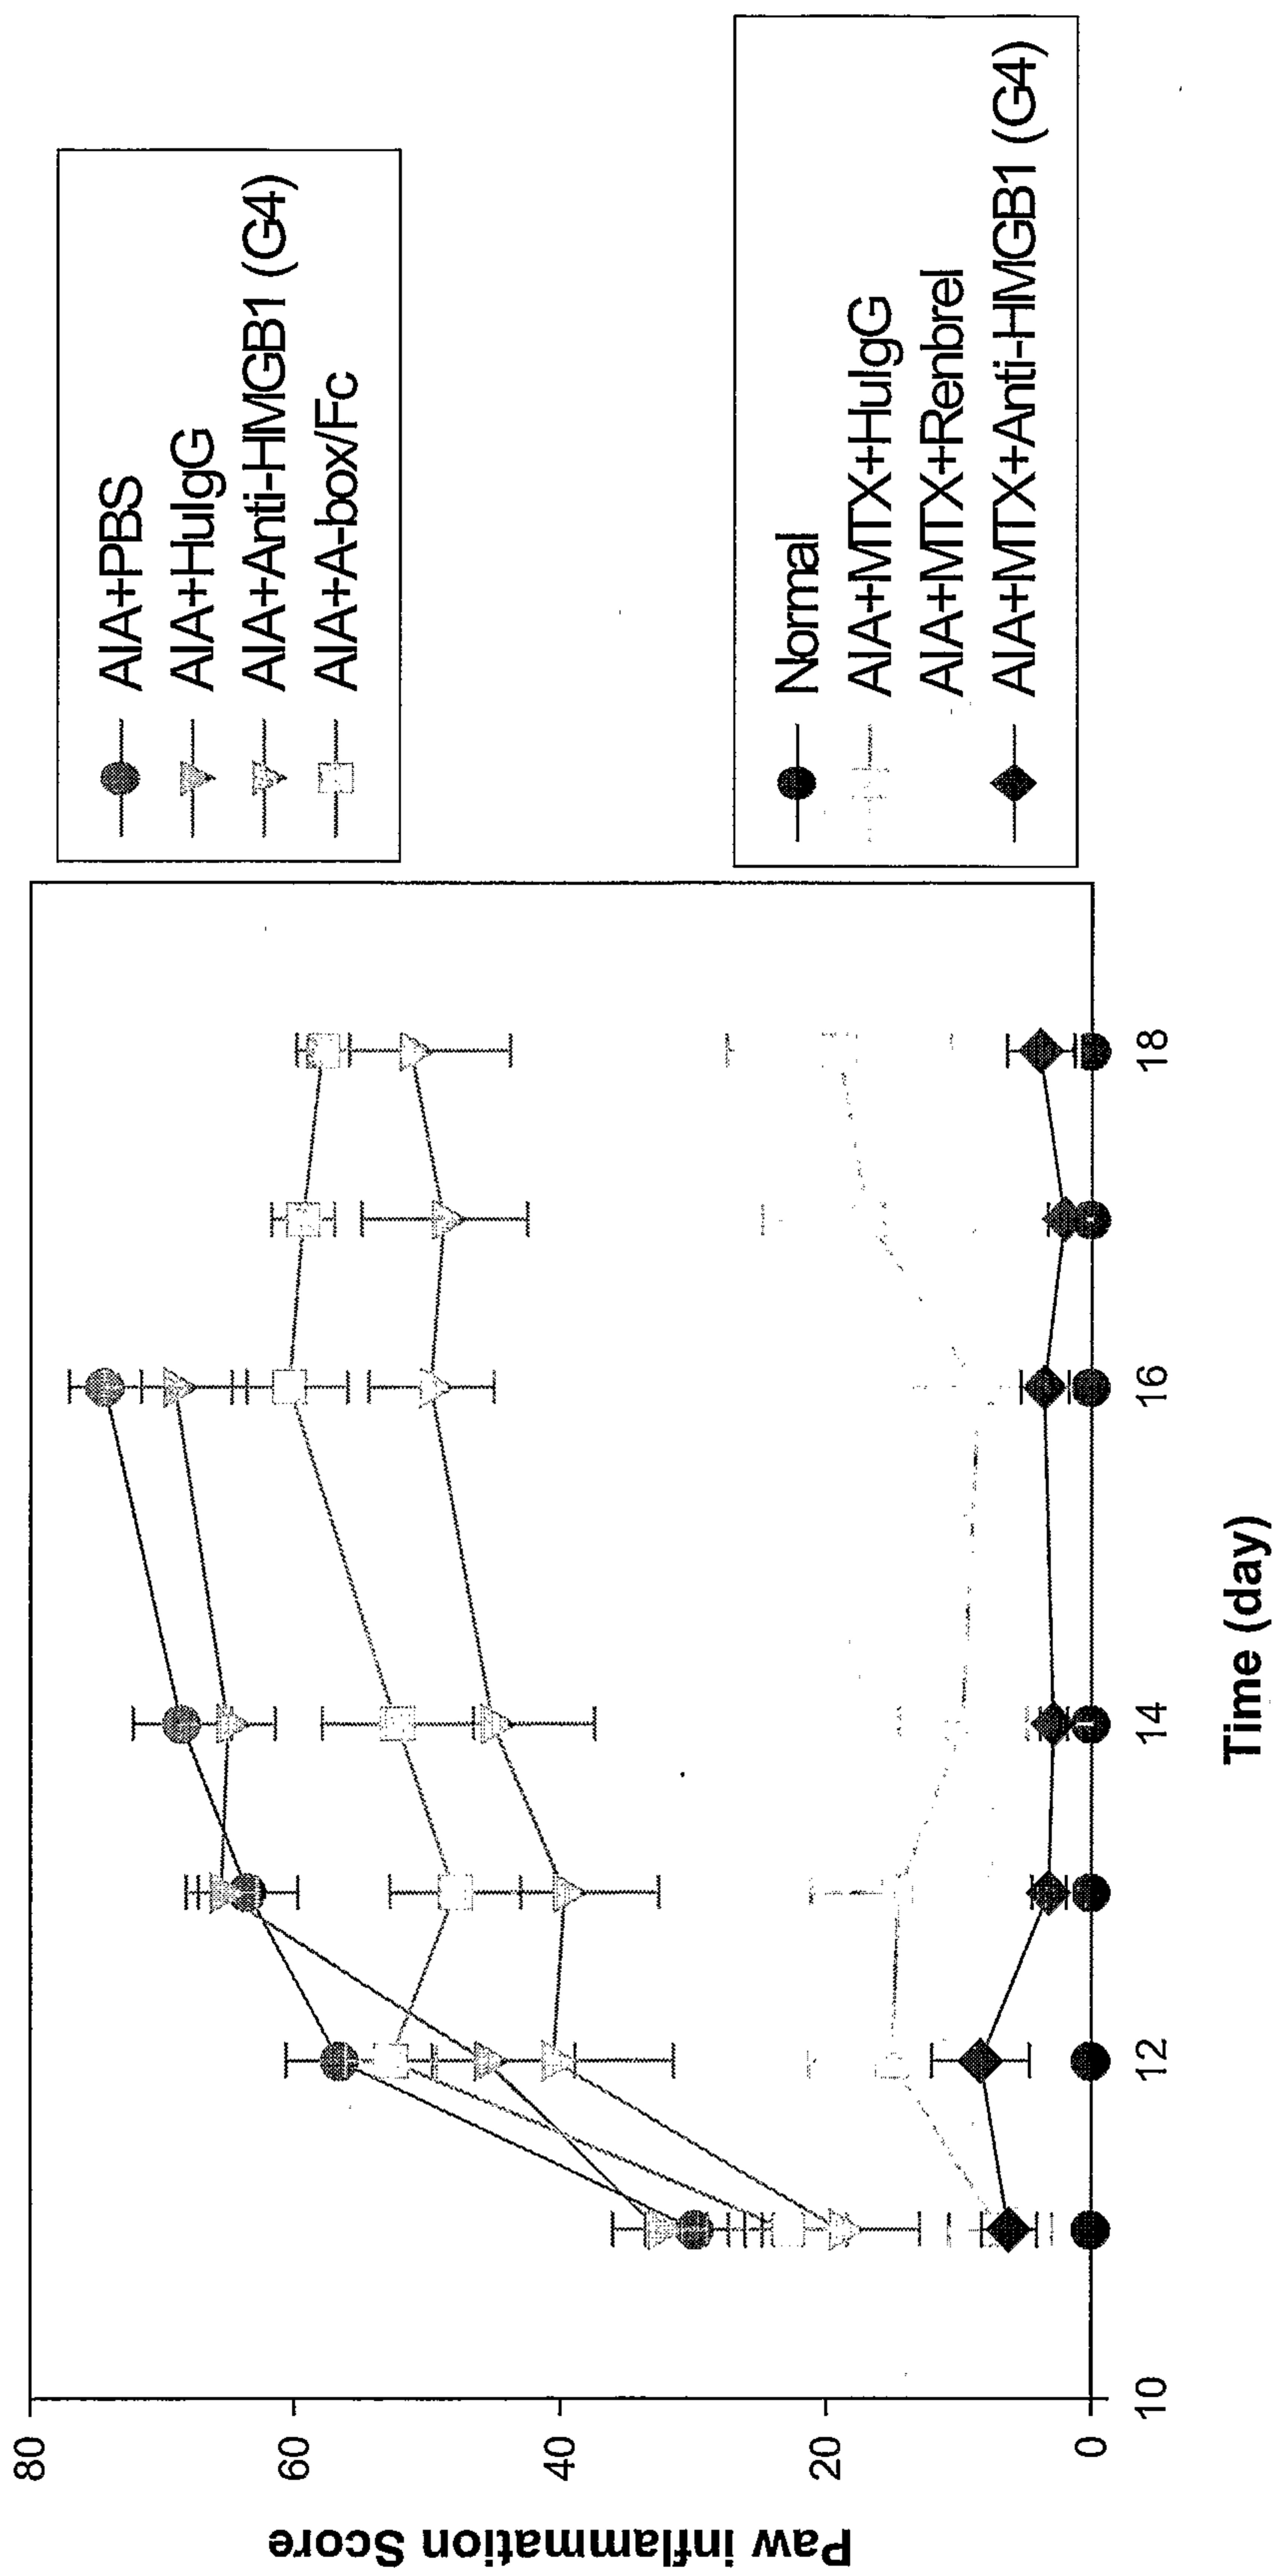 AIA+PBS
AIA+HuIgG
AIA+Anti-HMGB1 (G4)
AIA+A-box/Fc
Normal
AIA+MTX+HuIgG
AIA+MTX+Renbrel
AIA+MTX+Anti-HMGB1 (G4)
Paw inflammation Score
80
60
40
20
0
10
12
14
16
18
Time (day)